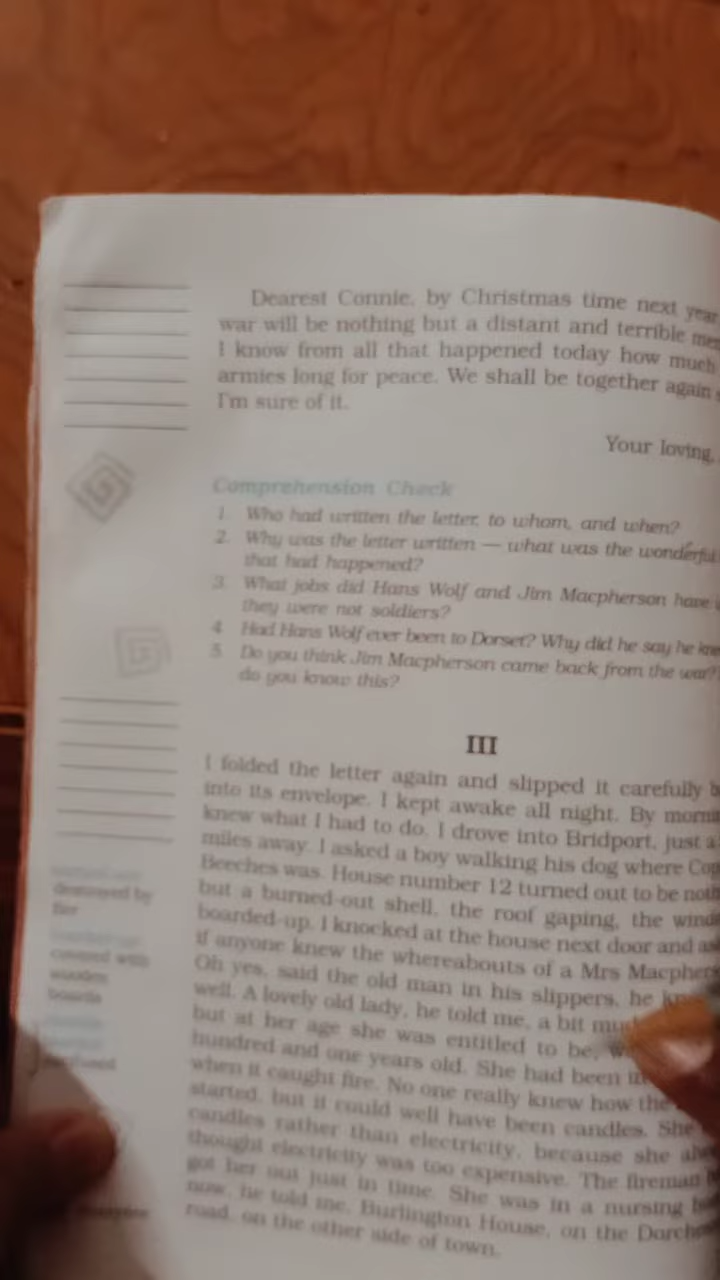 Dearest Connie, by Christmas time next year
war will be nothing but a distant and terrible
I know from all that happened today how much
armies long for peace. We shall be together again
I'm sure of it.
Your loving,
Comprehension Check
1. Who had written the letter, to whom, and when?
2. Why was the letter written — what was the wonderful
that had happened?
3. What jobs did Hans Wolf and Jim Macpherson have
they were not soldiers?
4. Had Hans Wolf ever been to Dorset? Why did he say he
5. Do you think Jim Macpherson came back from the war?
do you know this?
III
I folded the letter again and slipped it carefully
into its envelope. I kept awake all night. By
knew what I had to do. I drove into Bridport, just a
miles away. I asked a boy walking his dog where
Beeches was. House number 12 turned out to be
but a burned-out shell, the roof gaping, the
boarded-up. I knocked at the house next door and
if anyone knew the whereabouts of a Mrs
Oh yes, said the old man in his slippers, he
well. A lovely old lady, he told me, a bit
but at her age she was entitled to be,
hundred and one years old. She had been
when it caught fire. No one really knew how the
started, but it could well have been candles. She
candles rather than electricity, because she
thought electricity was too expensive. The fireman
got her out just in time. She was in a nursing
now, he told me, Burlington House, on the
road, on the other side of town.
destroyed by
fire
covered with
wooden
boards